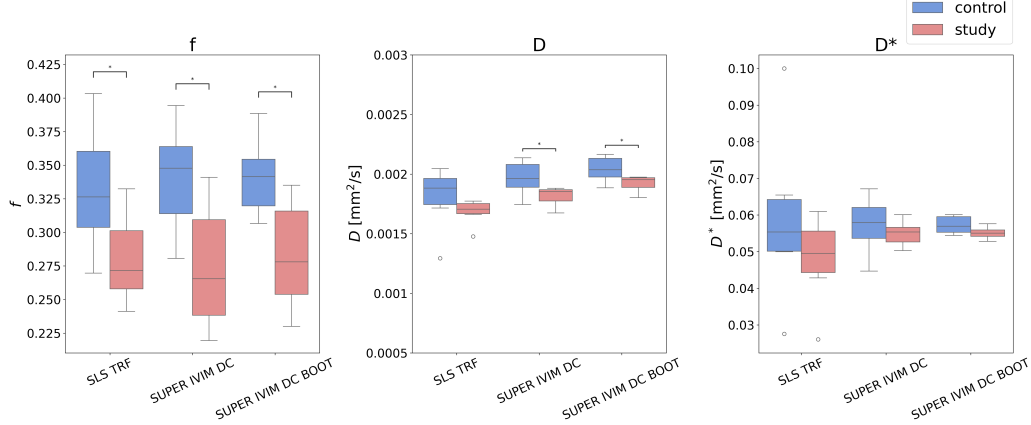 control
study
f
0.425
0.400
0.375
0.350
0.325
0.300
0.275
0.250
0.225
f
*
*
*
SLS TRF
SUPER IVIM DC
SUPER IVIM DC BOOT
D
0.003
0.0025
0.002
0.0015
0.001
0.0005
D [mm²/s]
*
*
SLS TRF
SUPER IVIM DC
SUPER IVIM DC BOOT
D*
0.10
0.09
0.08
0.07
0.06
0.05
0.04
0.03
D* [mm²/s]
SLS TRF
SUPER IVIM DC
SUPER IVIM DC BOOT